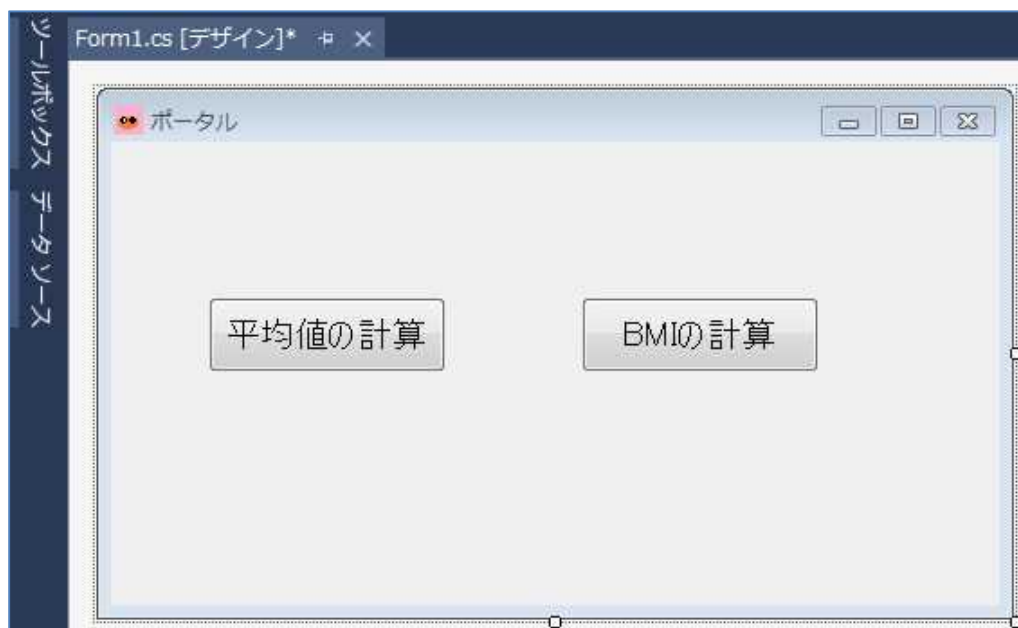 ツールボックス
データ ソース
Form1.cs [デザイン]*
ポータル
平均値の計算
BMIの計算